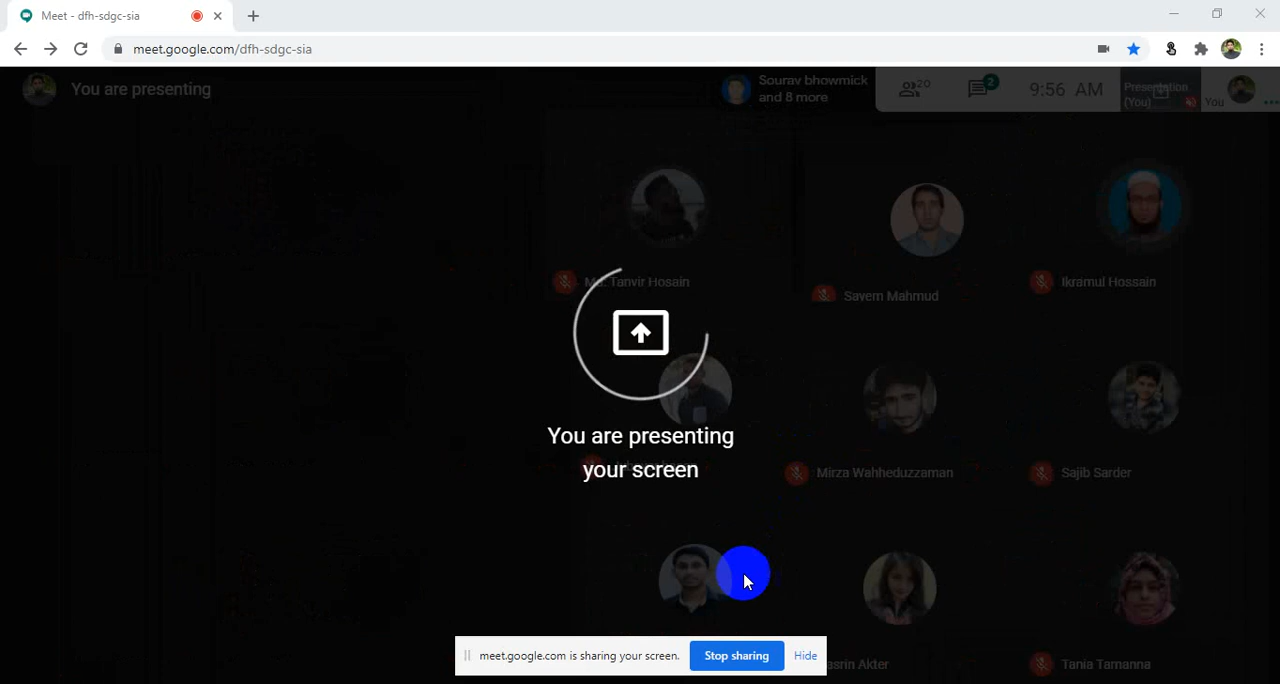 Meet - dfh-sdgc-sia
meet.google.com/dfh-sdgc-sia
You are presenting
Sourav bhowmick
and 8 more
20
2
9:56 AM
Presentation
(You)
You
Md. Tanvir Hosain
Sayem Mahmud
Ikramul Hossain
You are presenting
your screen
Mirza Wahheduzzaman
Sajib Sarder
meet.google.com is sharing your screen.
Stop sharing
Hide
Akter
Tania Tamanna